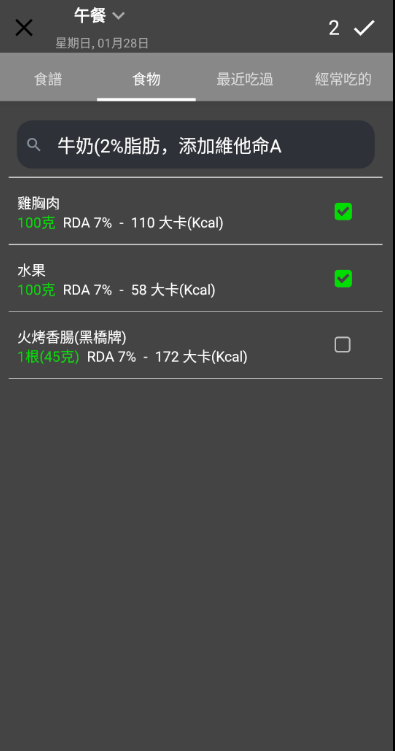 午餐
2
星期日, 01月28日
食譜 食物 最近吃過 經常吃的
牛奶(2%脂肪，添加維他命A
雞胸肉
100克 RDA 7% - 110 大卡(Kcal)
水果
100克 RDA 7% - 58 大卡(Kcal)
火烤香腸(黑橋牌)
1根(45克) RDA 7% - 172 大卡(Kcal)